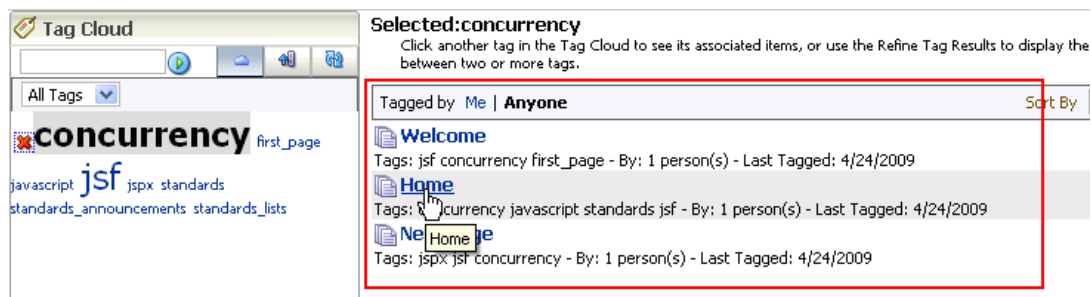 Tag Cloud
All Tags
concurrency first_page
javascript jsf jspx standards
standards_announcements standards_lists
Selected:concurrency
Click another tag in the Tag Cloud to see its associated items, or use the Refine Tag Results to display the
between two or more tags.
Tagged by Me | Anyone Sort By
Welcome
Tags: jsf concurrency first_page - By: 1 person(s) - Last Tagged: 4/24/2009
Home
Tags: javascript standards jsf - By: 1 person(s) - Last Tagged: 4/24/2009
Home
Tags: jspx jsf concurrency - By: 1 person(s) - Last Tagged: 4/24/2009